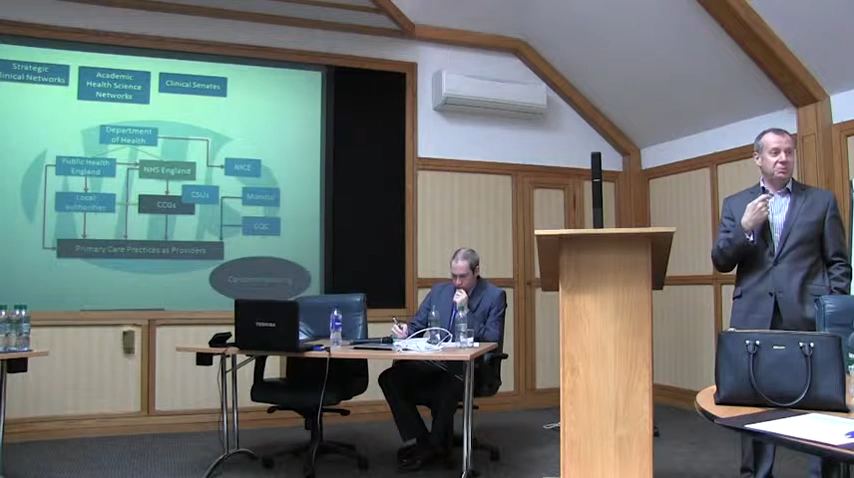 Strategic
Clinical Networks
Academic
Health Science
Networks
Clinical Senates
Department
of Health
Public Health
England
NHS England
NICE
Local
authorities
CCGs
CSUs
Monitor
CQC
Primary Care Practices as Providers
TOSHIBA